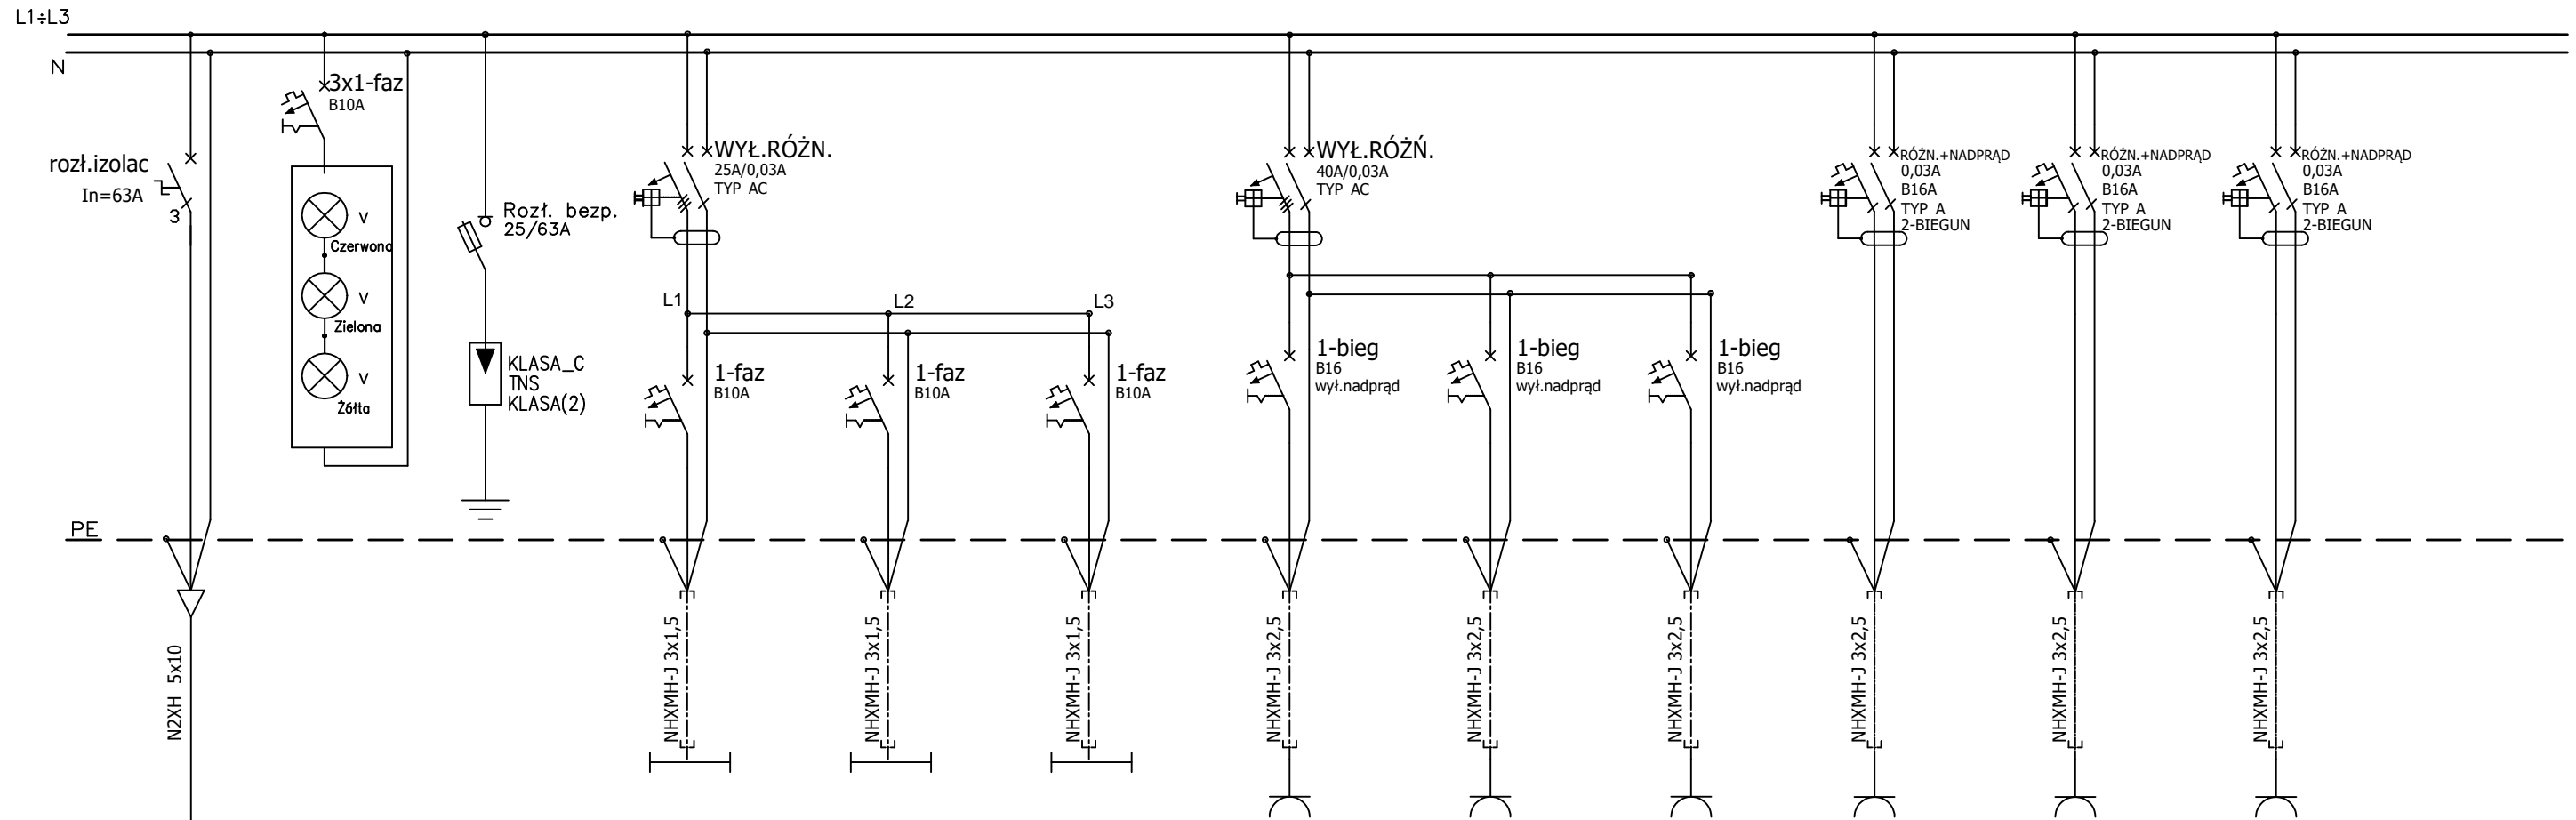 L1÷L3
N
rozł.izolac
In=63A
3
3x1-faz
B10A
V
Czerwona
V
Zielona
V
Żółta
Rozł. bezp.
25/63A
KLASA_C
TNS
KLASA(2)
WYŁ.RÓŻN.
25A/0,03A
TYP AC
L1
L2
L3
1-faz
B10A
1-faz
B10A
1-faz
B10A
WYŁ.RÓŻŃ.
40A/0,03A
TYP AC
1-bieg
B16
wył.nadprąd
1-bieg
B16
wył.nadprąd
1-bieg
B16
wył.nadprąd
RÓŻN.+NADPRĄD
0,03A
B16A
TYP A
2-BIEGUN
RÓŻN.+NADPRĄD
0,03A
B16A
TYP A
2-BIEGUN
RÓŻN.+NADPRĄD
0,03A
B16A
TYP A
2-BIEGUN
PE
N2XH 5x10
NHXMH-J 3x1,5
NHXMH-J 3x1,5
NHXMH-J 3x1,5
NHXMH-J 3x2,5
NHXMH-J 3x2,5
NHXMH-J 3x2,5
NHXMH-J 3x2,5
NHXMH-J 3x2,5
NHXMH-J 3x2,5